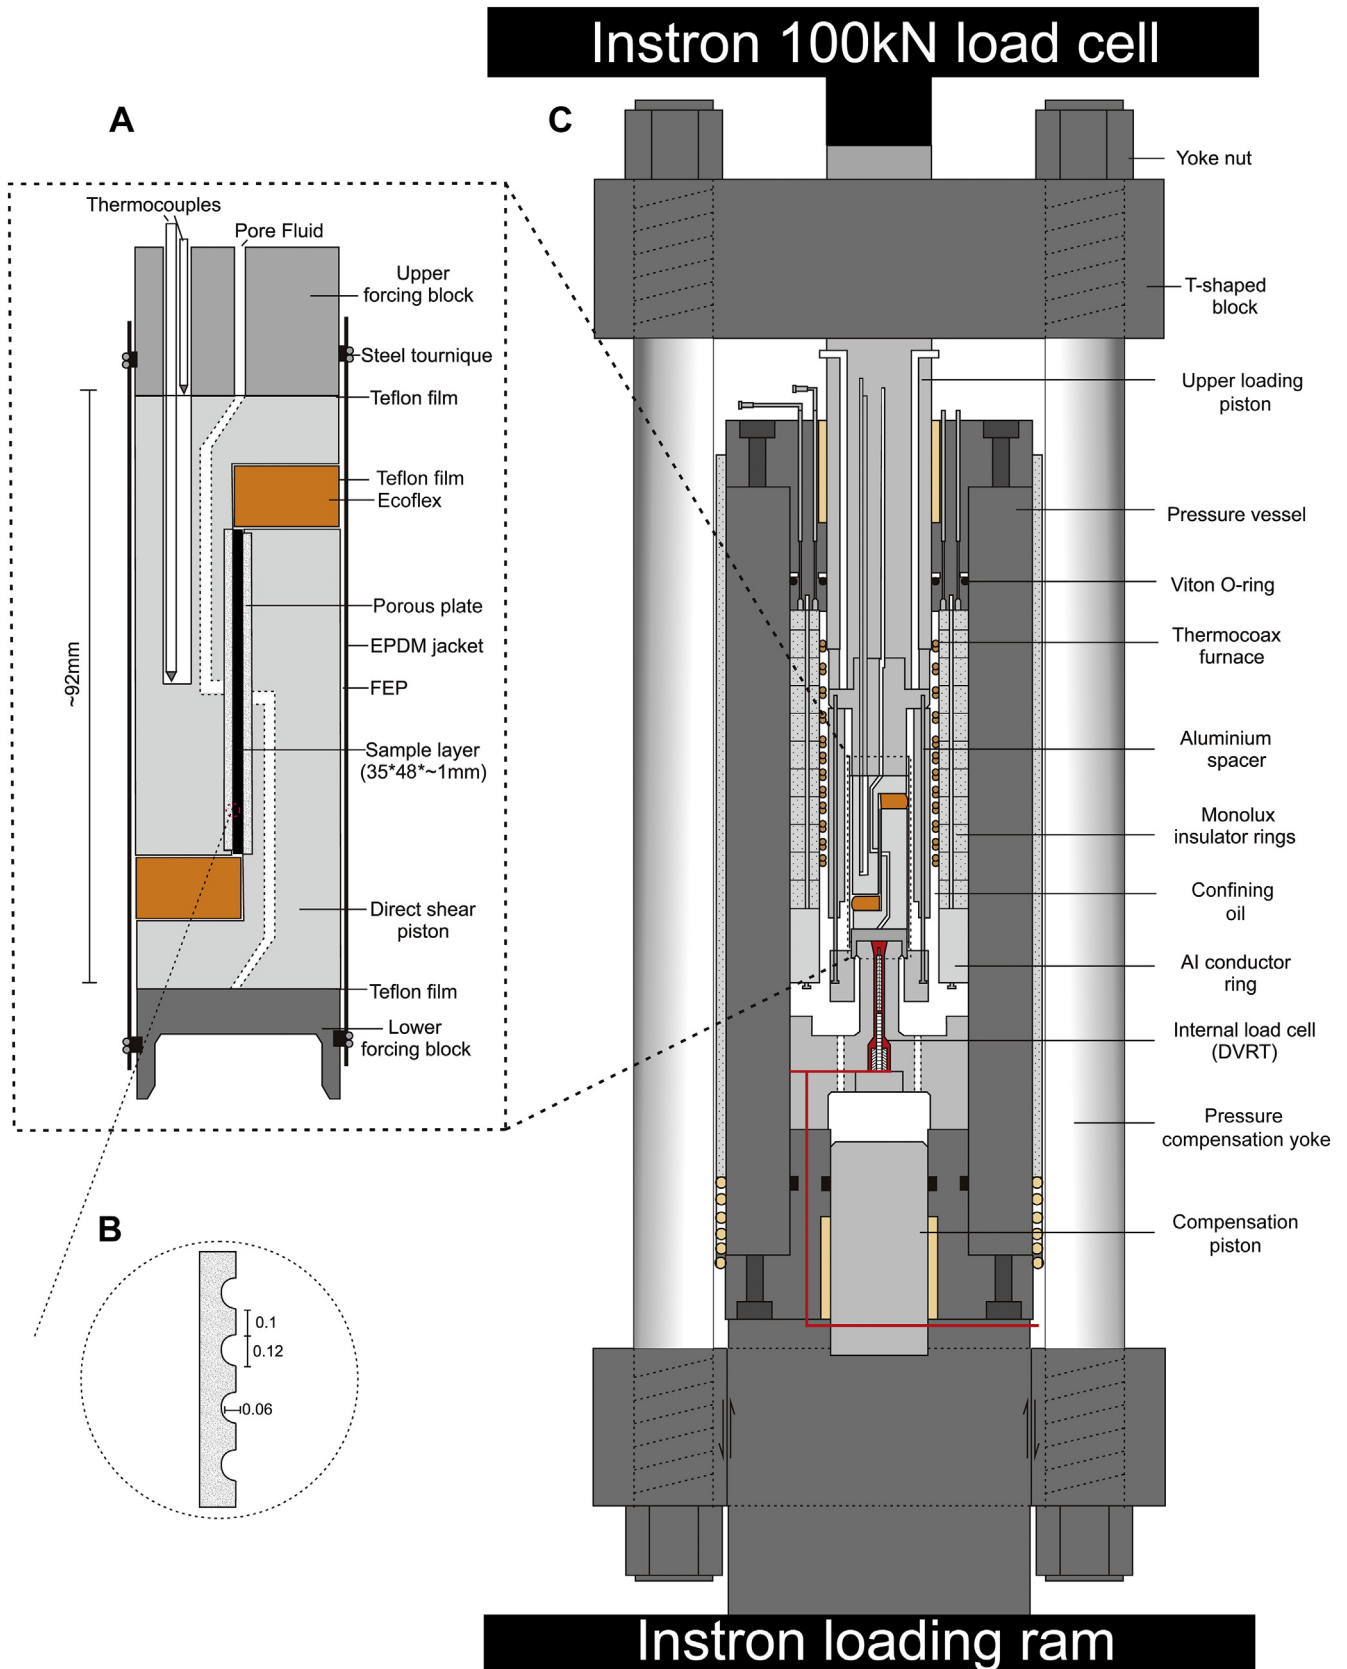 Instron 100kN load cell
A
Thermocouples
Pore Fluid
Upper
forcing block
Steel tournique
Teflon film
Teflon film
Ecoflex
Porous plate
EPDM jacket
FEP
~92mm
Sample layer
(35*48*~1mm)
Direct shear
piston
Teflon film
Lower
forcing block
B
0.1
0.12
0.06
C
Yoke nut
T-shaped
block
Upper loading
piston
Pressure vessel
Viton O-ring
Thermocoax
furnace
Aluminium
spacer
Monolux
insulator rings
Confining
oil
Al conductor
ring
Internal load cell
(DVRT)
Pressure
compensation yoke
Compensation
piston
Instron loading ram